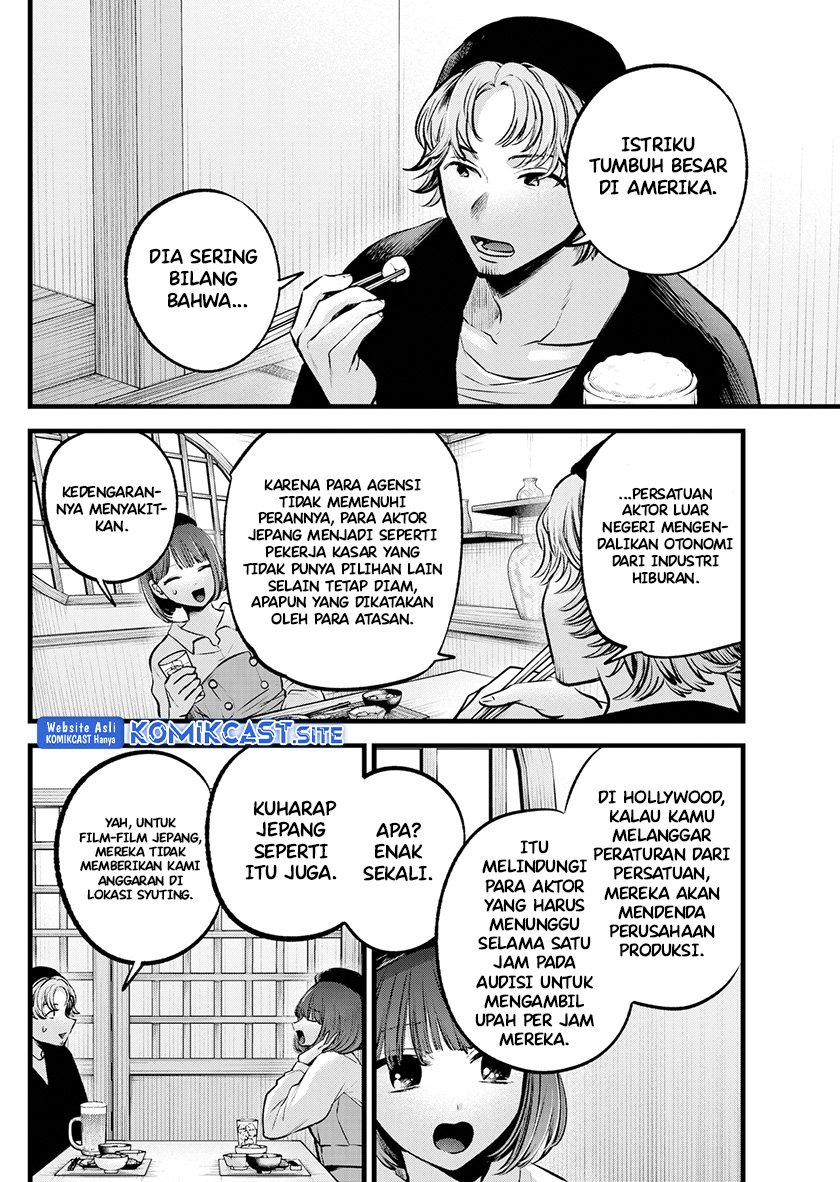 ISTRIKU
TUMBUH BESAR
DI AMERIKA.
DIA SERING
BILANG
BAHWA...
...PERSATUAN
AKTOR LUAR
NEGERI MENGEN-
DALIKAN OTONOMI
DARI INDUSTRI
HIBURAN.
KARENA PARA AGENSI
TIDAK MEMENUHI
PERANNYA, PARA AKTOR
JEPANG MENJADI SEPERTI
PEKERJA KASAR YANG
TIDAK PUNYA PILIHAN LAIN
SELAIN TETAP DIAM,
APAPUN YANG DIKATAKAN
OLEH PARA ATASAN.
KEDENGARAN-
NYA MENYAKIT-
KAN.
Website Asli
KOMIKCAST Hanya
KOMIKCAST.SITE
DI HOLLYWOOD,
KALAU KAMU
MELANGGAR
PERATURAN DARI
PERSATUAN,
MEREKA AKAN
MENDENDA
PERUSAHAAN
PRODUKSI.
ITU
MELINDUNGI
PARA AKTOR
YANG HARUS
MENUNGGU
SELAMA SATU
JAM PADA
AUDISI UNTUK
MENGAMBIL
UPAH PER JAM
MEREKA.
APA?
ENAK
SEKALI.
KUHARAP
JEPANG
SEPERTI
ITU JUGA.
YAH, UNTUK
FILM-FILM JEPANG,
MEREKA TIDAK
MEMBERIKAN KAMI
ANGGARAN DI
LOKASI SYUTING.